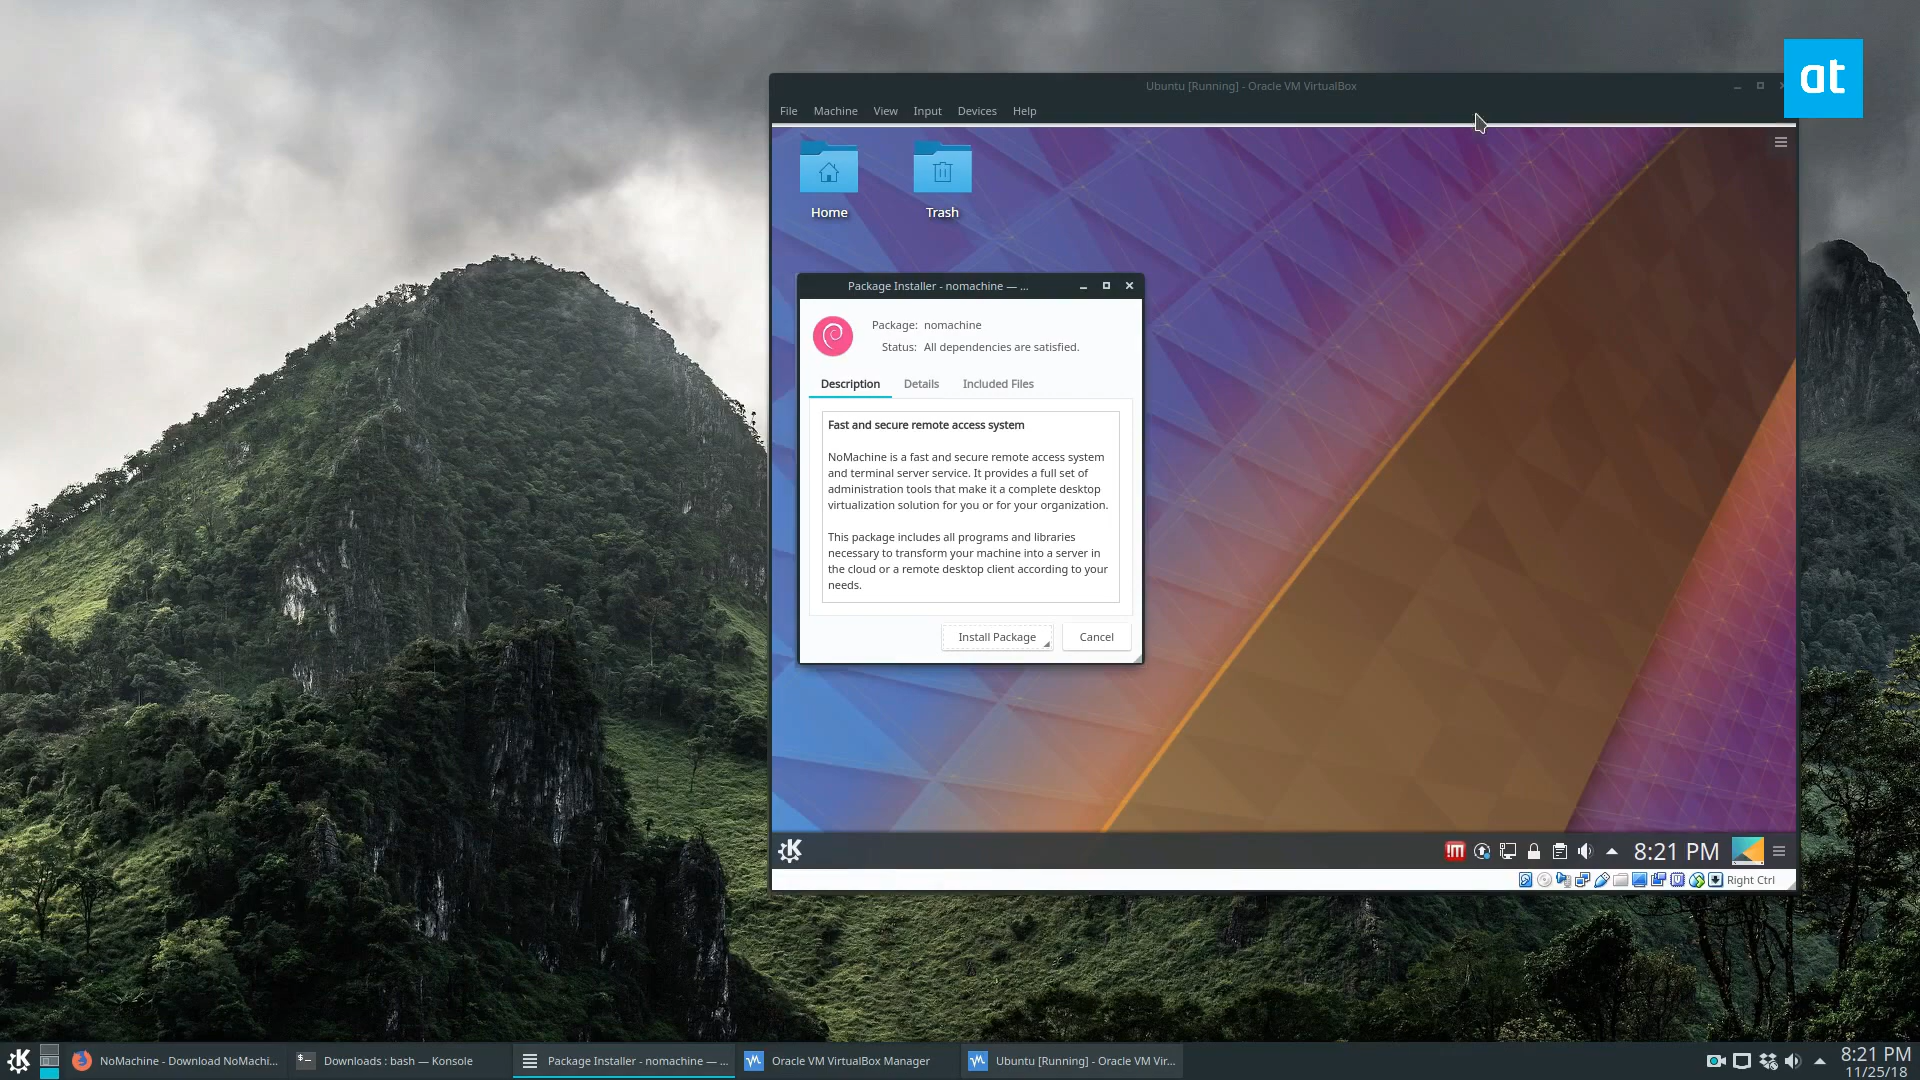 at
Ubuntu [Running] - Oracle VM VirtualBox
File Machine View Input Devices Help
Home
Trash
Package Installer - nomachine — ...
Package: nomachine
Status: All dependencies are satisfied.
Description Details Included Files
Fast and secure remote access system
NoMachine is a fast and secure remote access system
and terminal server service. It provides a full set of
administration tools that make it a complete desktop
virtualization solution for you or for your organization.
This package includes all programs and libraries
necessary to transform your machine into a server in
the cloud or a remote desktop client according to your
needs.
Install Package Cancel
8:21 PM
Right Ctrl
NoMachine - Download NoMachi...
Downloads : bash — Konsole
Package Installer - nomachine — ...
Oracle VM VirtualBox Manager
Ubuntu [Running] - Oracle VM Vir...
8:21 PM
11/25/18